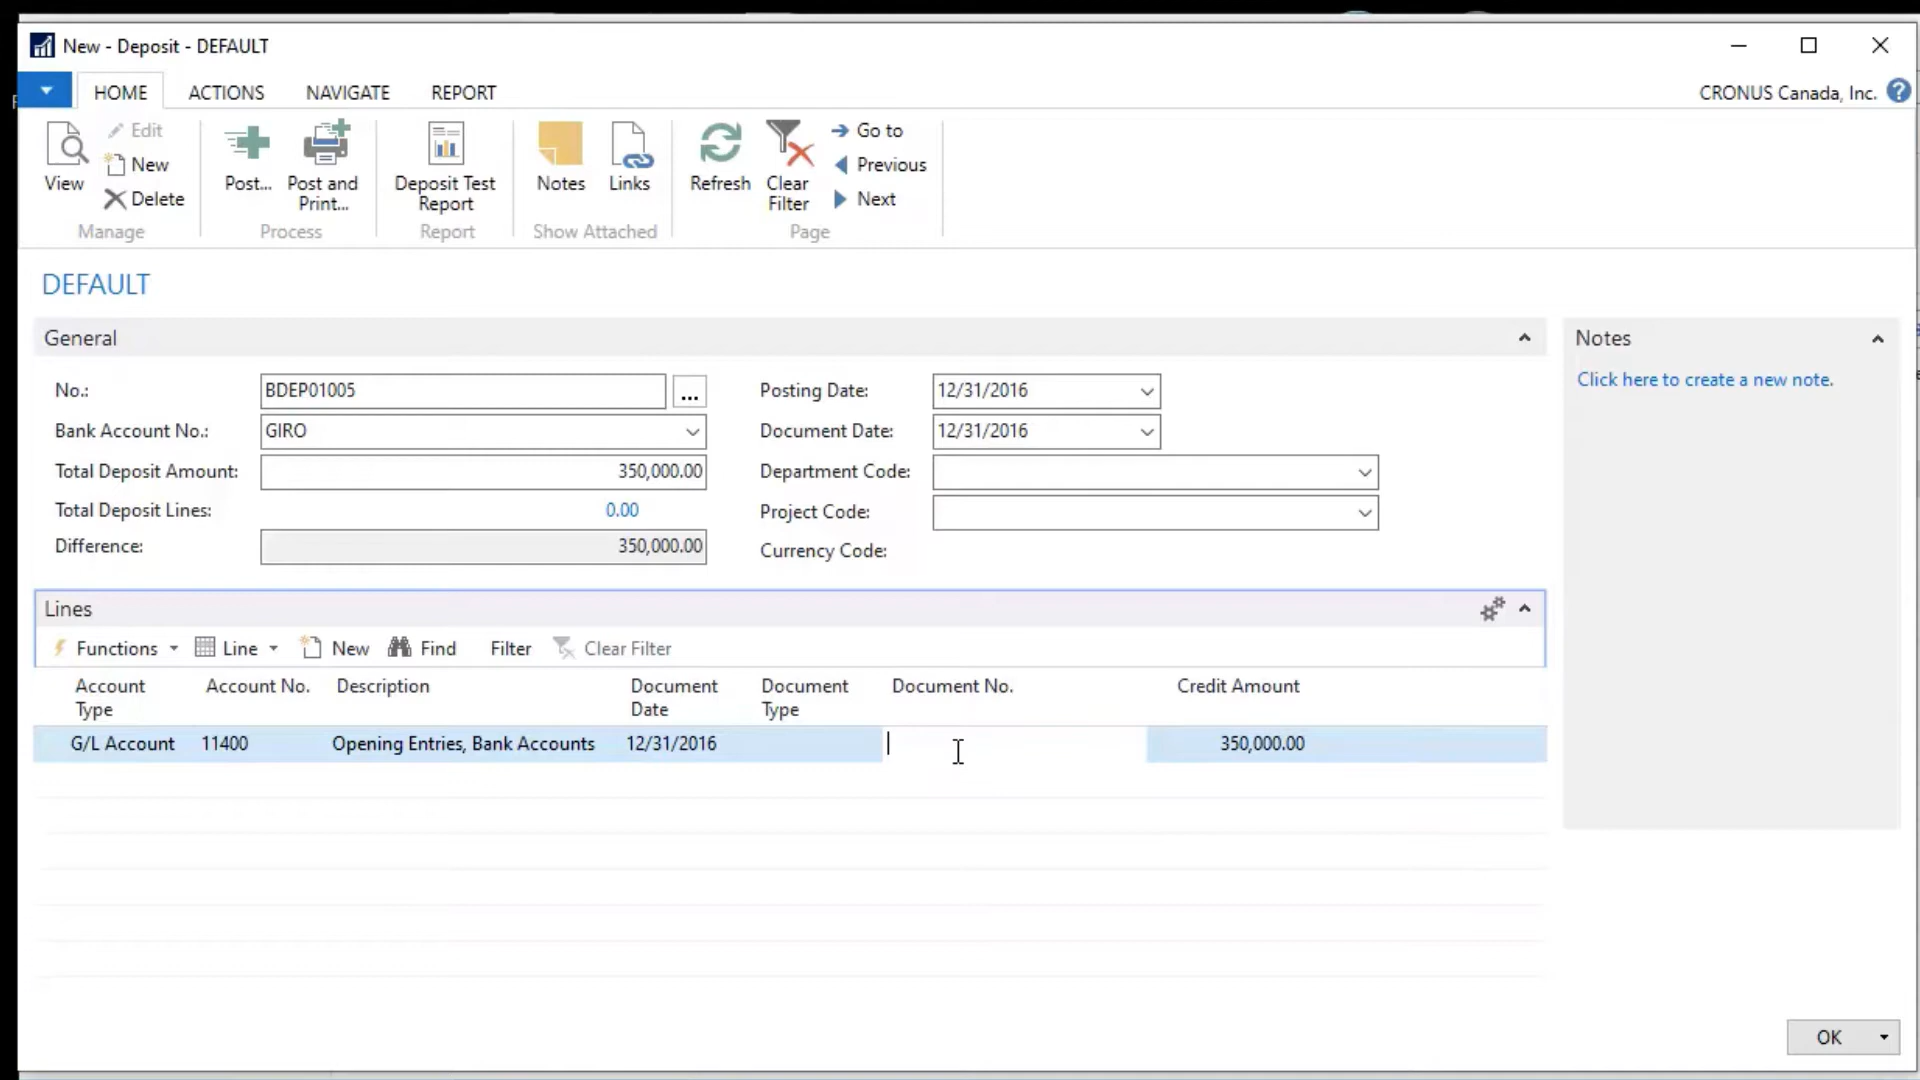 New - Deposit - DEFAULT
HOME ACTIONS NAVIGATE REPORT
CRONUS Canada, Inc. ?
View
Edit
New
Delete
Manage
Post...
Post and Print...
Process
Deposit Test Report
Report
Notes
Links
Show Attached
Refresh
Clear Filter
Go to
Previous
Next
Page
DEFAULT
General
No.: BDEP01005 ...
Bank Account No.: GIRO
Total Deposit Amount: 350,000.00
Total Deposit Lines: 0.00
Difference: 350,000.00
Posting Date: 12/31/2016
Document Date: 12/31/2016
Department Code:
Project Code:
Currency Code:
Notes
Click here to create a new note.
Lines
Functions Line New Find Filter Clear Filter
Account Type Account No. Description Document Date Document Type Document No. Credit Amount
G/L Account 11400 Opening Entries, Bank Accounts 12/31/2016 350,000.00
OK